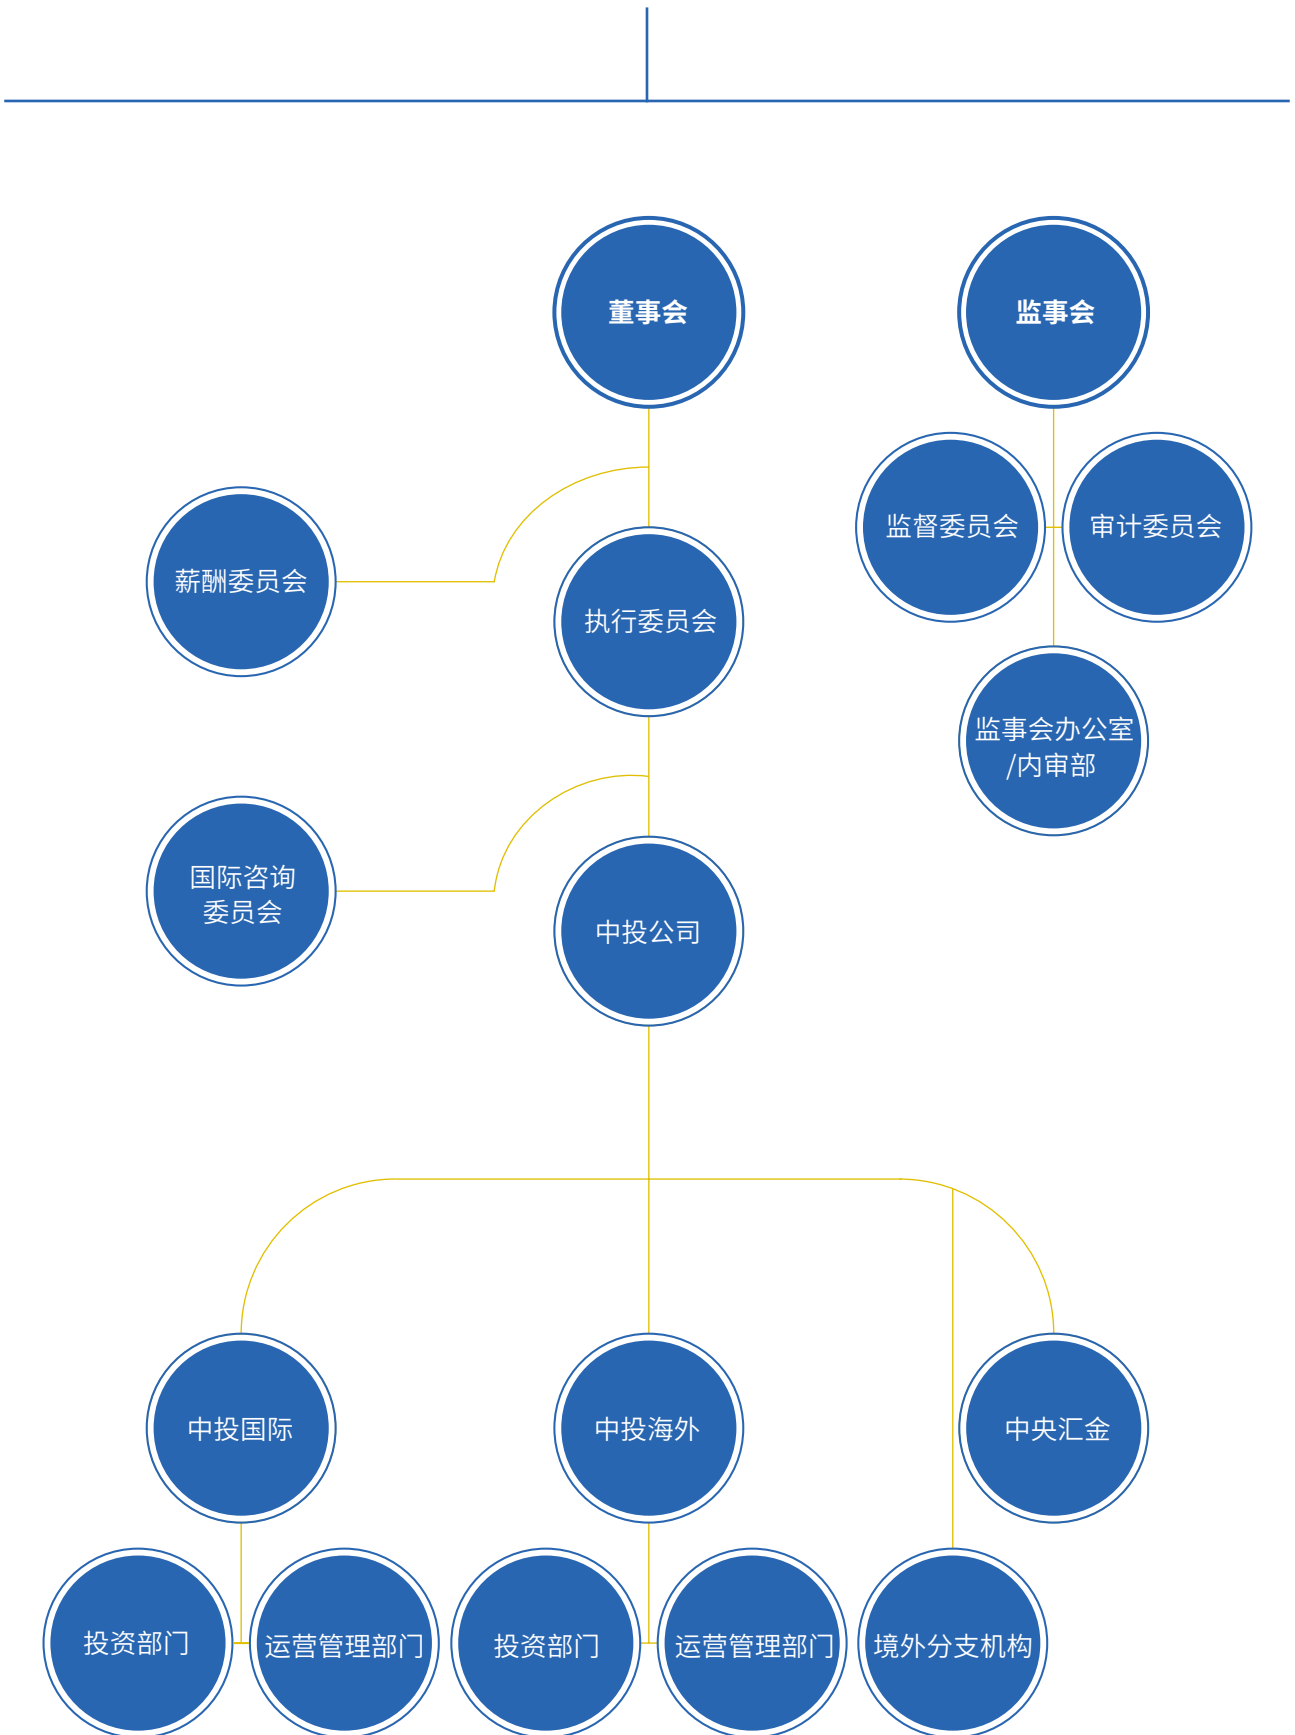 董事会
监事会
监督委员会
审计委员会
薪酬委员会
执行委员会
监事会办公室
/内审部
国际咨询
委员会
中投公司
中投国际
中投海外
中央汇金
投资部门
运营管理部门
投资部门
运营管理部门
境外分支机构